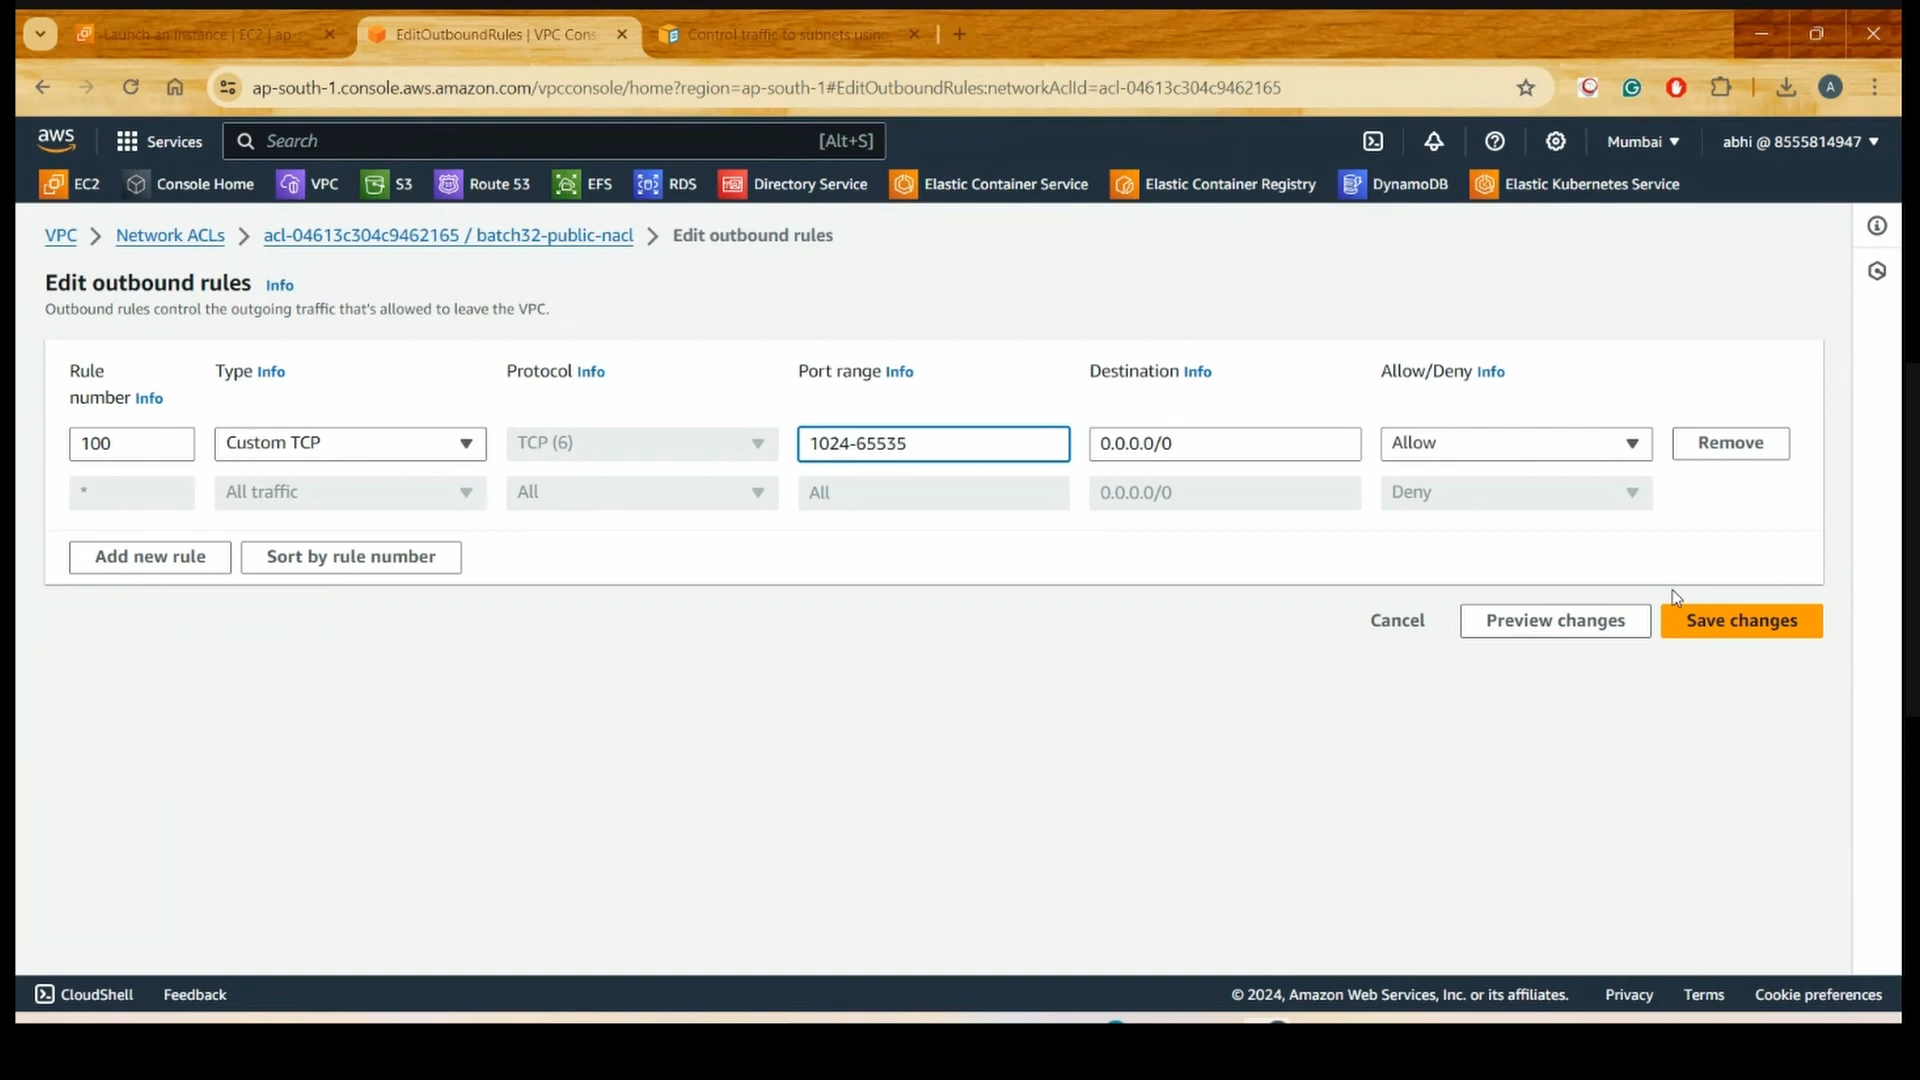 Launch an instance | EC2 | ap-s
EditOutboundRules | VPC Cons
Control traffic to subnets using
ap-south-1.console.aws.amazon.com/vpcconsole/home?region=ap-south-1#EditOutboundRules:networkAclId=acl-04613c304c9462165
A
aws
Services
Search
[Alt+S]
Mumbai
abhi @ 8555814947
EC2
Console Home
VPC
S3
Route 53
EFS
RDS
Directory Service
Elastic Container Service
Elastic Container Registry
DynamoDB
Elastic Kubernetes Service
VPC
Network ACLs
acl-04613c304c9462165 / batch32-public-nacl
Edit outbound rules
Edit outbound rules Info
Outbound rules control the outgoing traffic that's allowed to leave the VPC.
Rule
number Info
Type Info
Protocol Info
Port range Info
Destination Info
Allow/Deny Info
100
Custom TCP
TCP (6)
1024-65535
0.0.0.0/0
Allow
Remove
*
All traffic
All
All
0.0.0.0/0
Deny
Add new rule
Sort by rule number
Cancel
Preview changes
Save changes
CloudShell
Feedback
© 2024, Amazon Web Services, Inc. or its affiliates.
Privacy
Terms
Cookie preferences